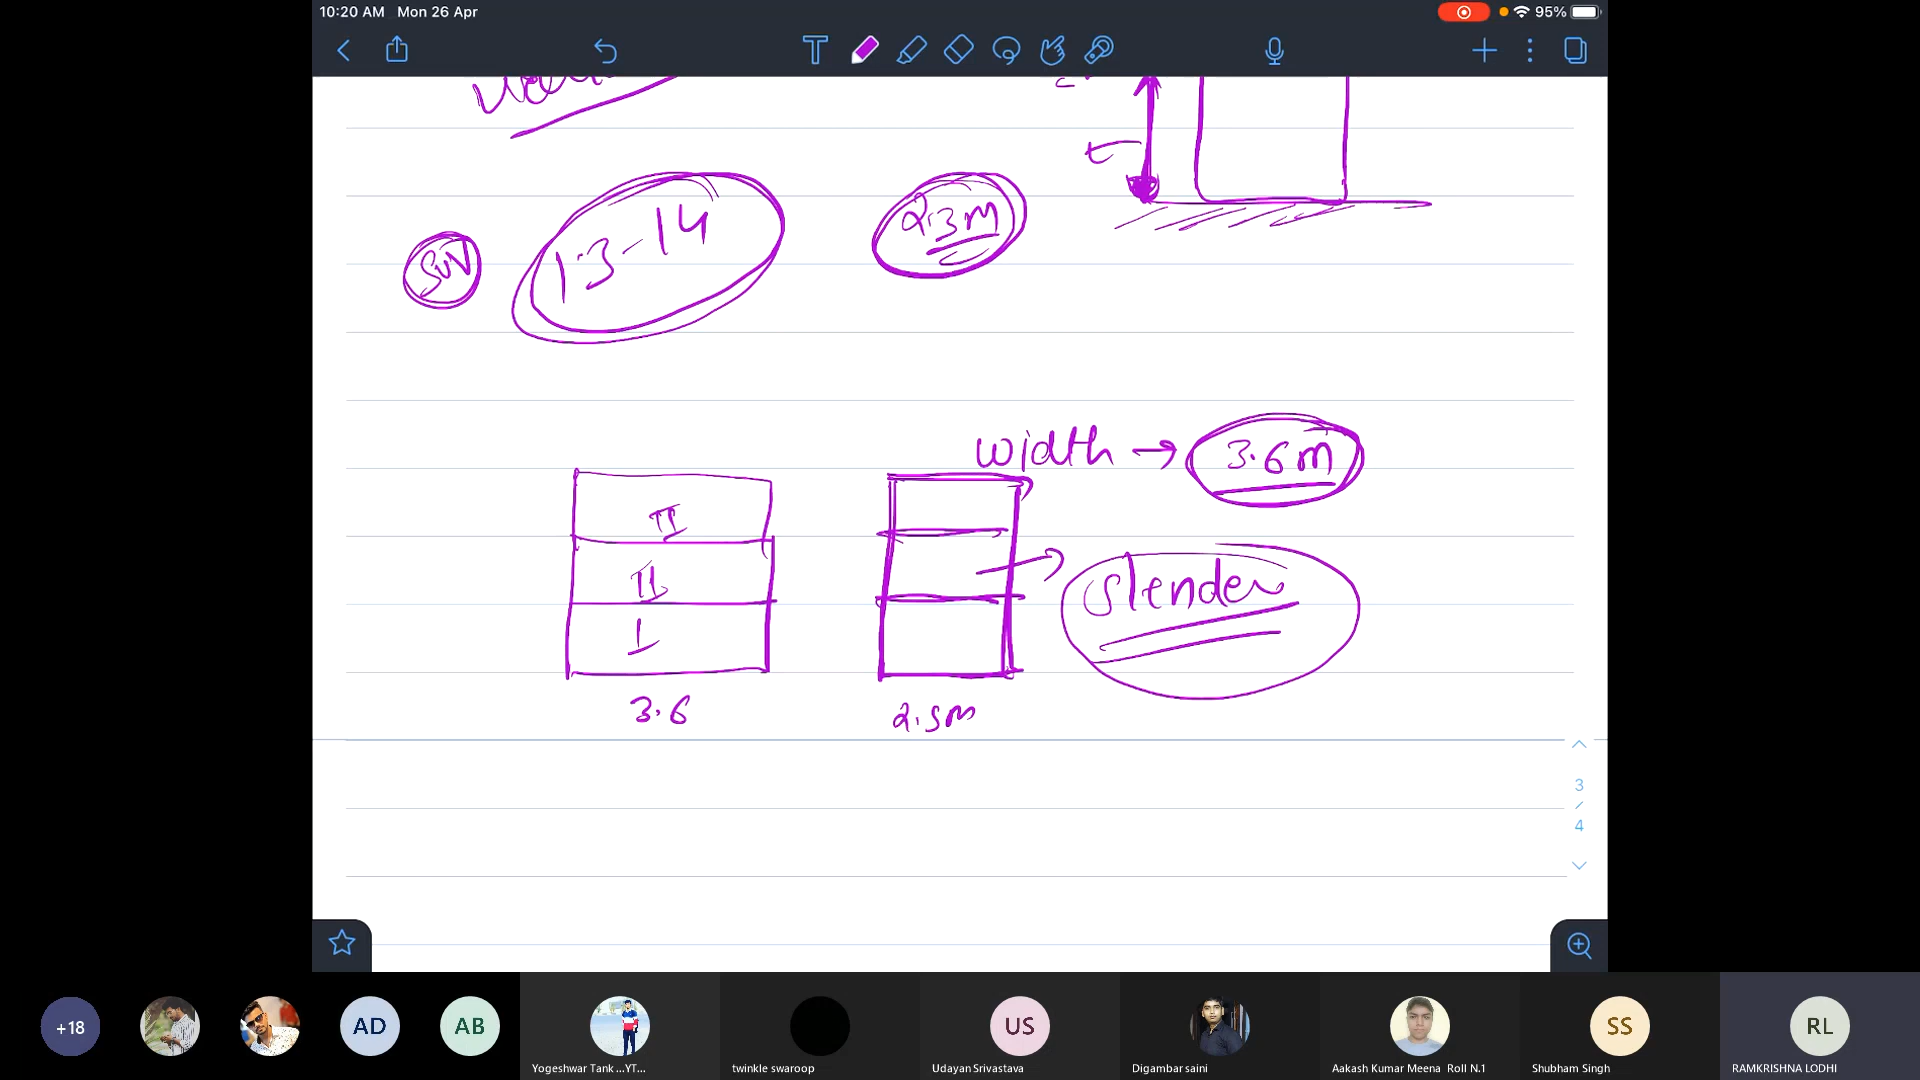 10:20 AM Mon 26 Apr
95%
t
SUV
1.3-14
2.3m
width → 3.6m
II
II
I
slender
3.6
2.5m
3
4
+18
AD
AB
US
SS
RL
Yogeshwar Tank ...YT...
twinkle swaroop
Udayan Srivastava
Digambar saini
Aakash Kumar Meena Roll N.1
Shubham Singh
RAMKRISHNA LODHI